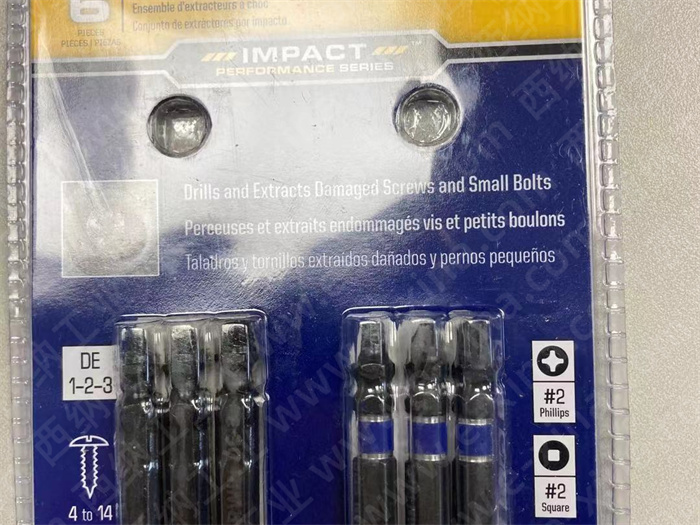 6
PIECES
PIÈCES / PIEZAS
Ensemble d'extracteurs à choc
Conjunto de extractores por impacto
IMPACT
PERFORMANCE SERIES
Drills and Extracts Damaged Screws and Small Bolts
Perceuses et extraits endommagés vis et petits boulons
Taladros y tornillos extraidos dañados y pernos pequeños
DE
1-2-3
4 to 14
#2
Phillips
#2
Square